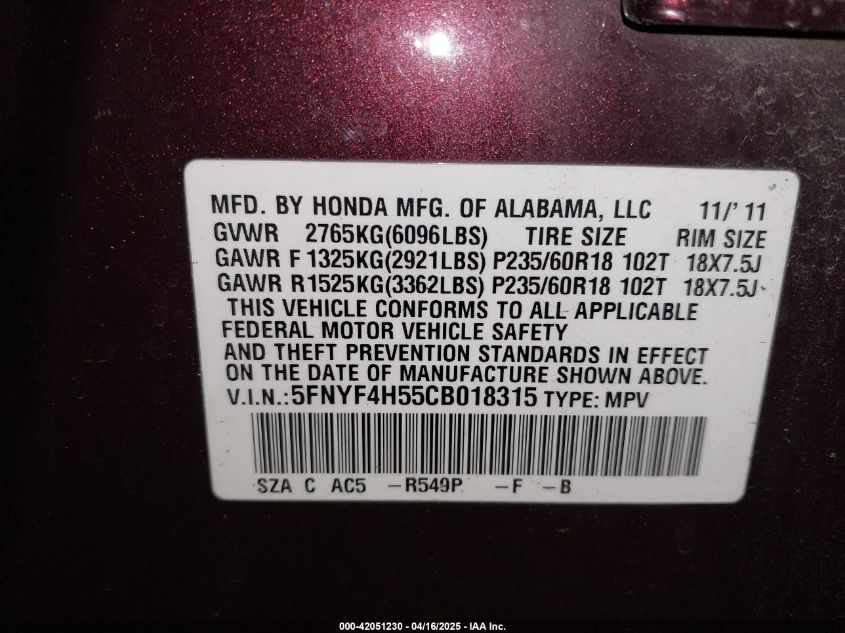 MFD. BY HONDA MFG. OF ALABAMA, LLC 11/' 11
GVWR 2765KG(6096LBS) TIRE SIZE RIM SIZE
GAWR F 1325KG(2921LBS) P235/60R18 102T 18X7.5J
GAWR R 1525KG(3362LBS) P235/60R18 102T 18X7.5J
THIS VEHICLE CONFORMS TO ALL APPLICABLE
FEDERAL MOTOR VEHICLE SAFETY
AND THEFT PREVENTION STANDARDS IN EFFECT
ON THE DATE OF MANUFACTURE SHOWN ABOVE.
V.I.N.:5FNYF4H55CB018315 TYPE: MPV
SZA C AC5 -R549P -F -B
000-42051230 - 04/16/2025 - IAA Inc.